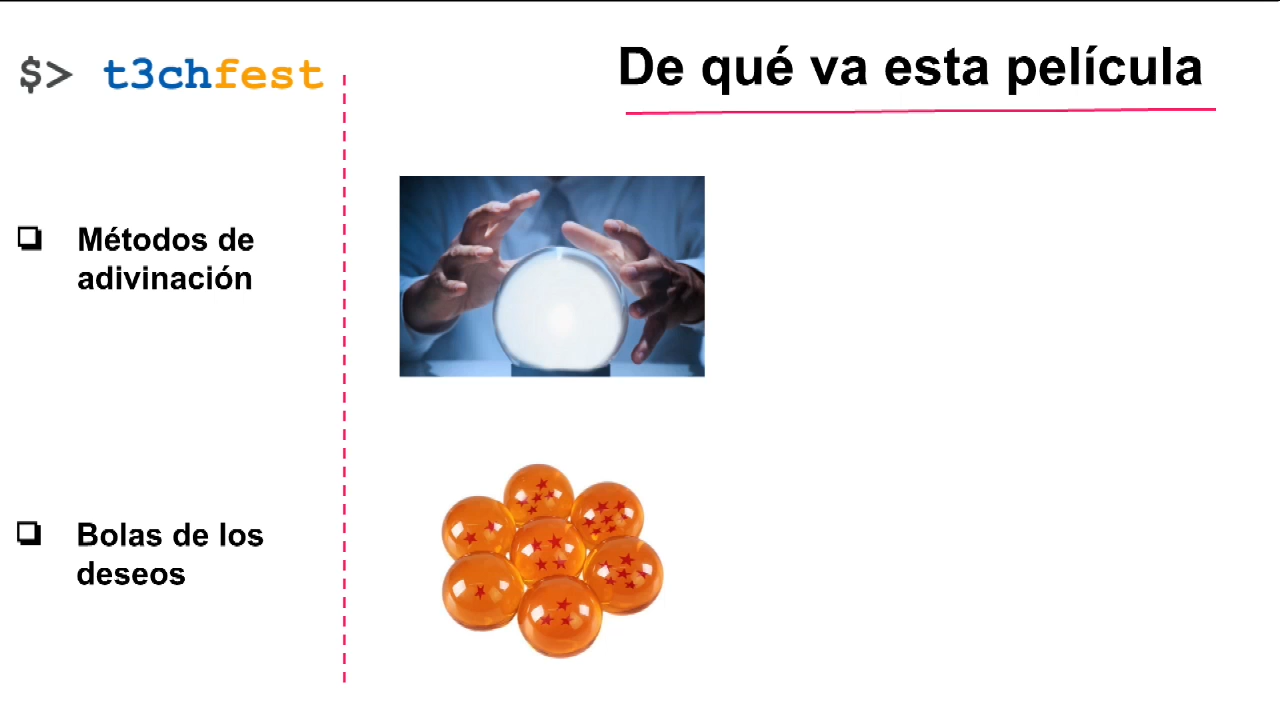 $> t3chfest
De qué va esta película
Métodos de
adivinación
Bolas de los
deseos